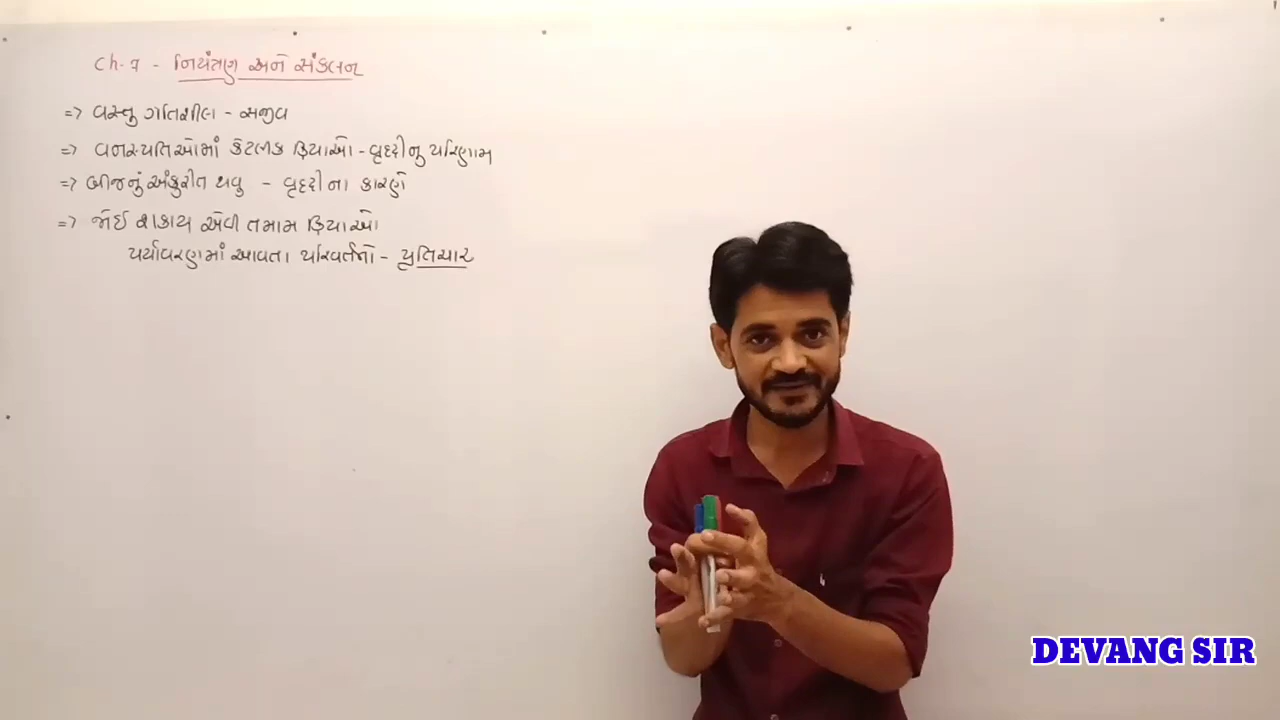 Ch-7 - નિયંત્રણ અને સંકલન
=> વસ્તુ ગતિશીલ - સજીવ
=> વનસ્પતિઓમાં કેટલીક ક્રિયાઓ - વૃદ્ધીનુ પરિણામ
=> બીજનું અંકુરીત થવુ - વૃદ્ધી ના કારણે
=> જોઈ શકાય એવી તમામ ક્રિયાઓ
પર્યાવરણમાં આવતા પરિવર્તનો - પ્રતિચાર
DEVANG SIR